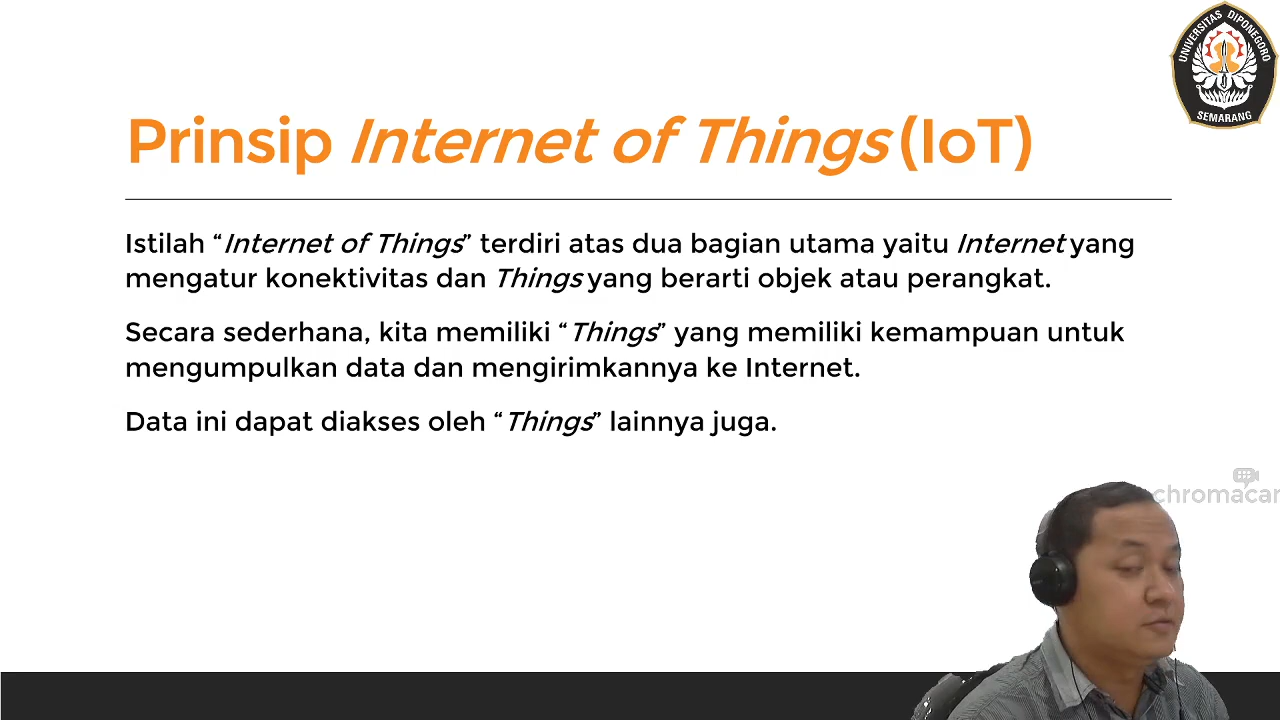 UNIVERSITAS DIPONEGORO
SEMARANG
Prinsip Internet of Things (IoT)
Istilah “Internet of Things” terdiri atas dua bagian utama yaitu Internet yang
mengatur konektivitas dan Things yang berarti objek atau perangkat.
Secara sederhana, kita memiliki “Things” yang memiliki kemampuan untuk
mengumpulkan data dan mengirimkannya ke Internet.
Data ini dapat diakses oleh “Things” lainnya juga.
chromacam